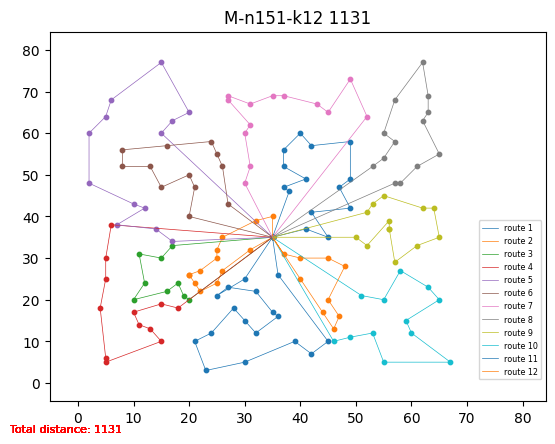 M-n151-k12 1131
80
70
60
50
40
30
20
10
0
route 1
route 2
route 3
route 4
route 5
route 6
route 7
route 8
route 9
route 10
route 11
route 12
0 10 20 30 40 50 60 70 80
Total distance: 1131